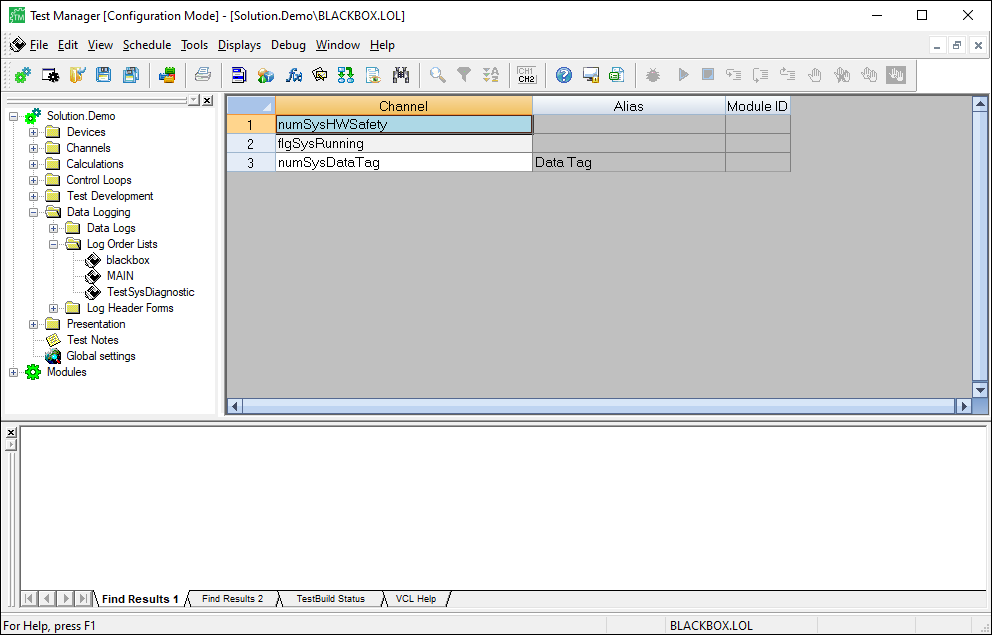 Test Manager [Configuration Mode] - [Solution.Demo\BLACKBOX.LOL]
File Edit View Schedule Tools Displays Debug Window Help
CH1
CH2
Solution.Demo
Devices
Channels
Calculations
Control Loops
Test Development
Data Logging
Data Logs
Log Order Lists
blackbox
MAIN
TestSysDiagnostic
Log Header Forms
Presentation
Test Notes
Global settings
Modules
Channel Alias Module ID
1 numSysHWSafety
2 flgSysRunning
3 numSysDataTag Data Tag
Find Results 1 Find Results 2 TestBuild Status VCL Help
For Help, press F1 BLACKBOX.LOL